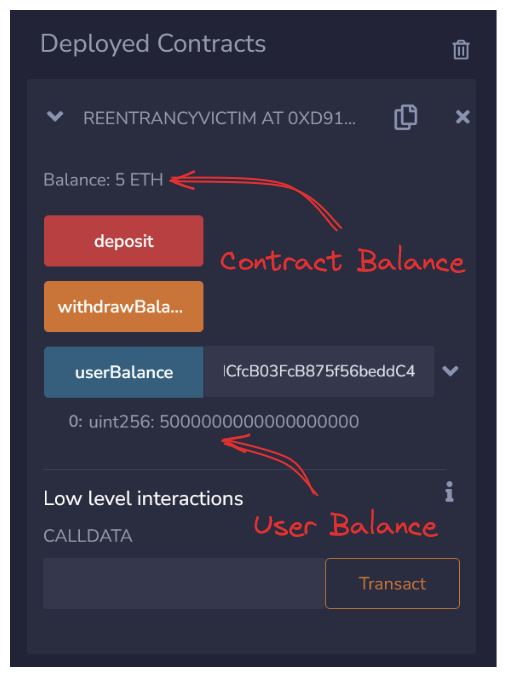 Deployed Contracts
REENTRANCYVICTIM AT 0XD91...
Balance: 5 ETH
deposit
Contract Balance
withdrawBala...
userBalance
ICfcB03FcB875f56beddC4
0: uint256: 5000000000000000000
Low level interactions
i
User Balance
CALLDATA
Transact